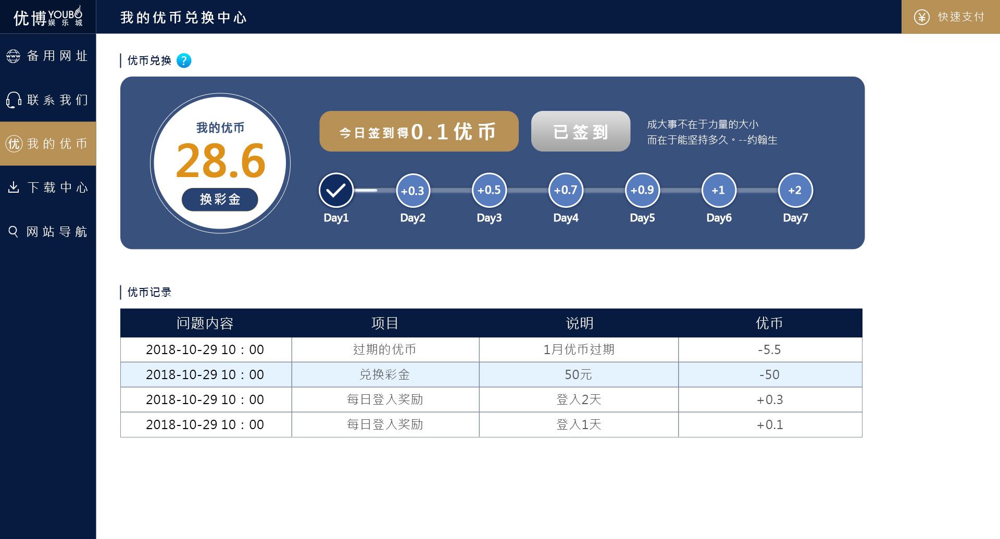 优博 YOUBO
娱乐城
我的优币兑换中心
¥ 快速支付
www 备用网址
联系我们
优 我的优币
下载中心
网站导航
优币兑换 ?
我的优币
28.6
换彩金
今日签到得0.1优币
已签到
成大事不在于力量的大小
而在于能坚持多久。--约翰生
+0.3 +0.5 +0.7 +0.9 +1 +2
Day1 Day2 Day3 Day4 Day5 Day6 Day7
优币记录
问题内容 项目 说明 优币
2018-10-29 10：00 过期的优币 1月优币过期 -5.5
2018-10-29 10：00 兑换彩金 50元 -50
2018-10-29 10：00 每日登入奖励 登入2天 +0.3
2018-10-29 10：00 每日登入奖励 登入1天 +0.1